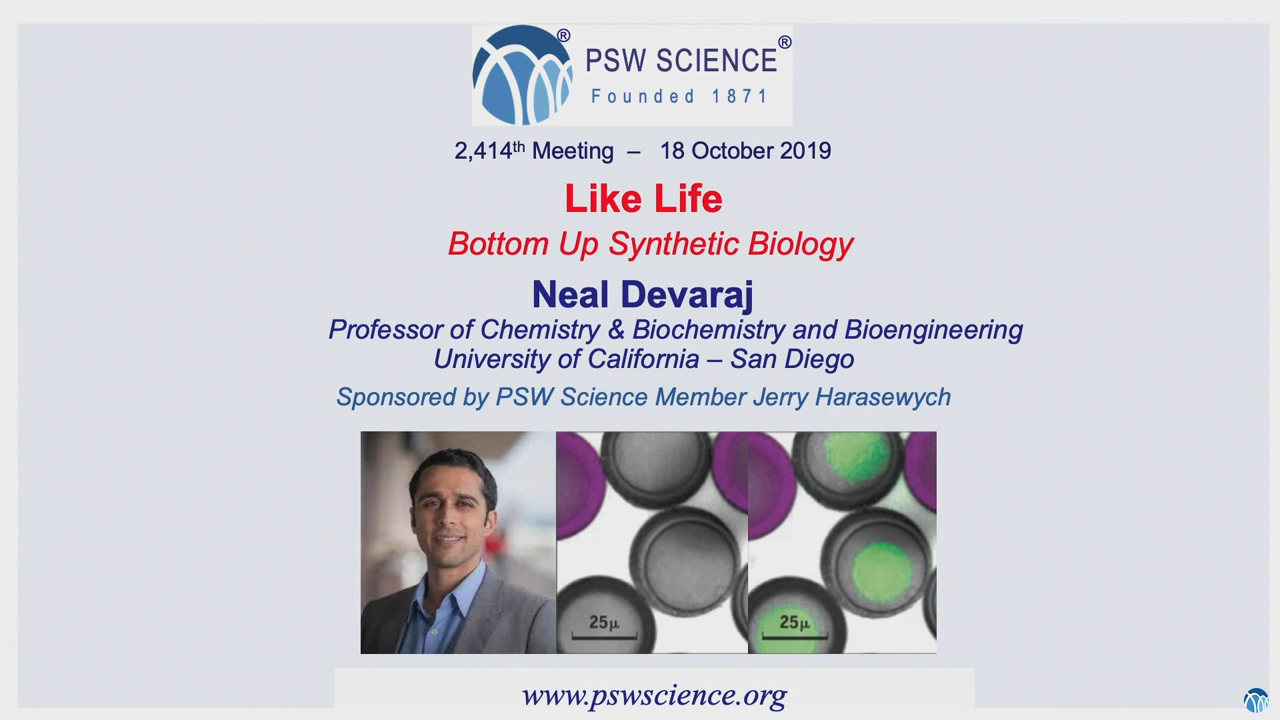 PSW SCIENCE®
®
Founded 1871
2,414th Meeting – 18 October 2019
Like Life
Bottom Up Synthetic Biology
Neal Devaraj
Professor of Chemistry & Biochemistry and Bioengineering
University of California – San Diego
Sponsored by PSW Science Member Jerry Harasewych
25µ
25µ
www.pswscience.org